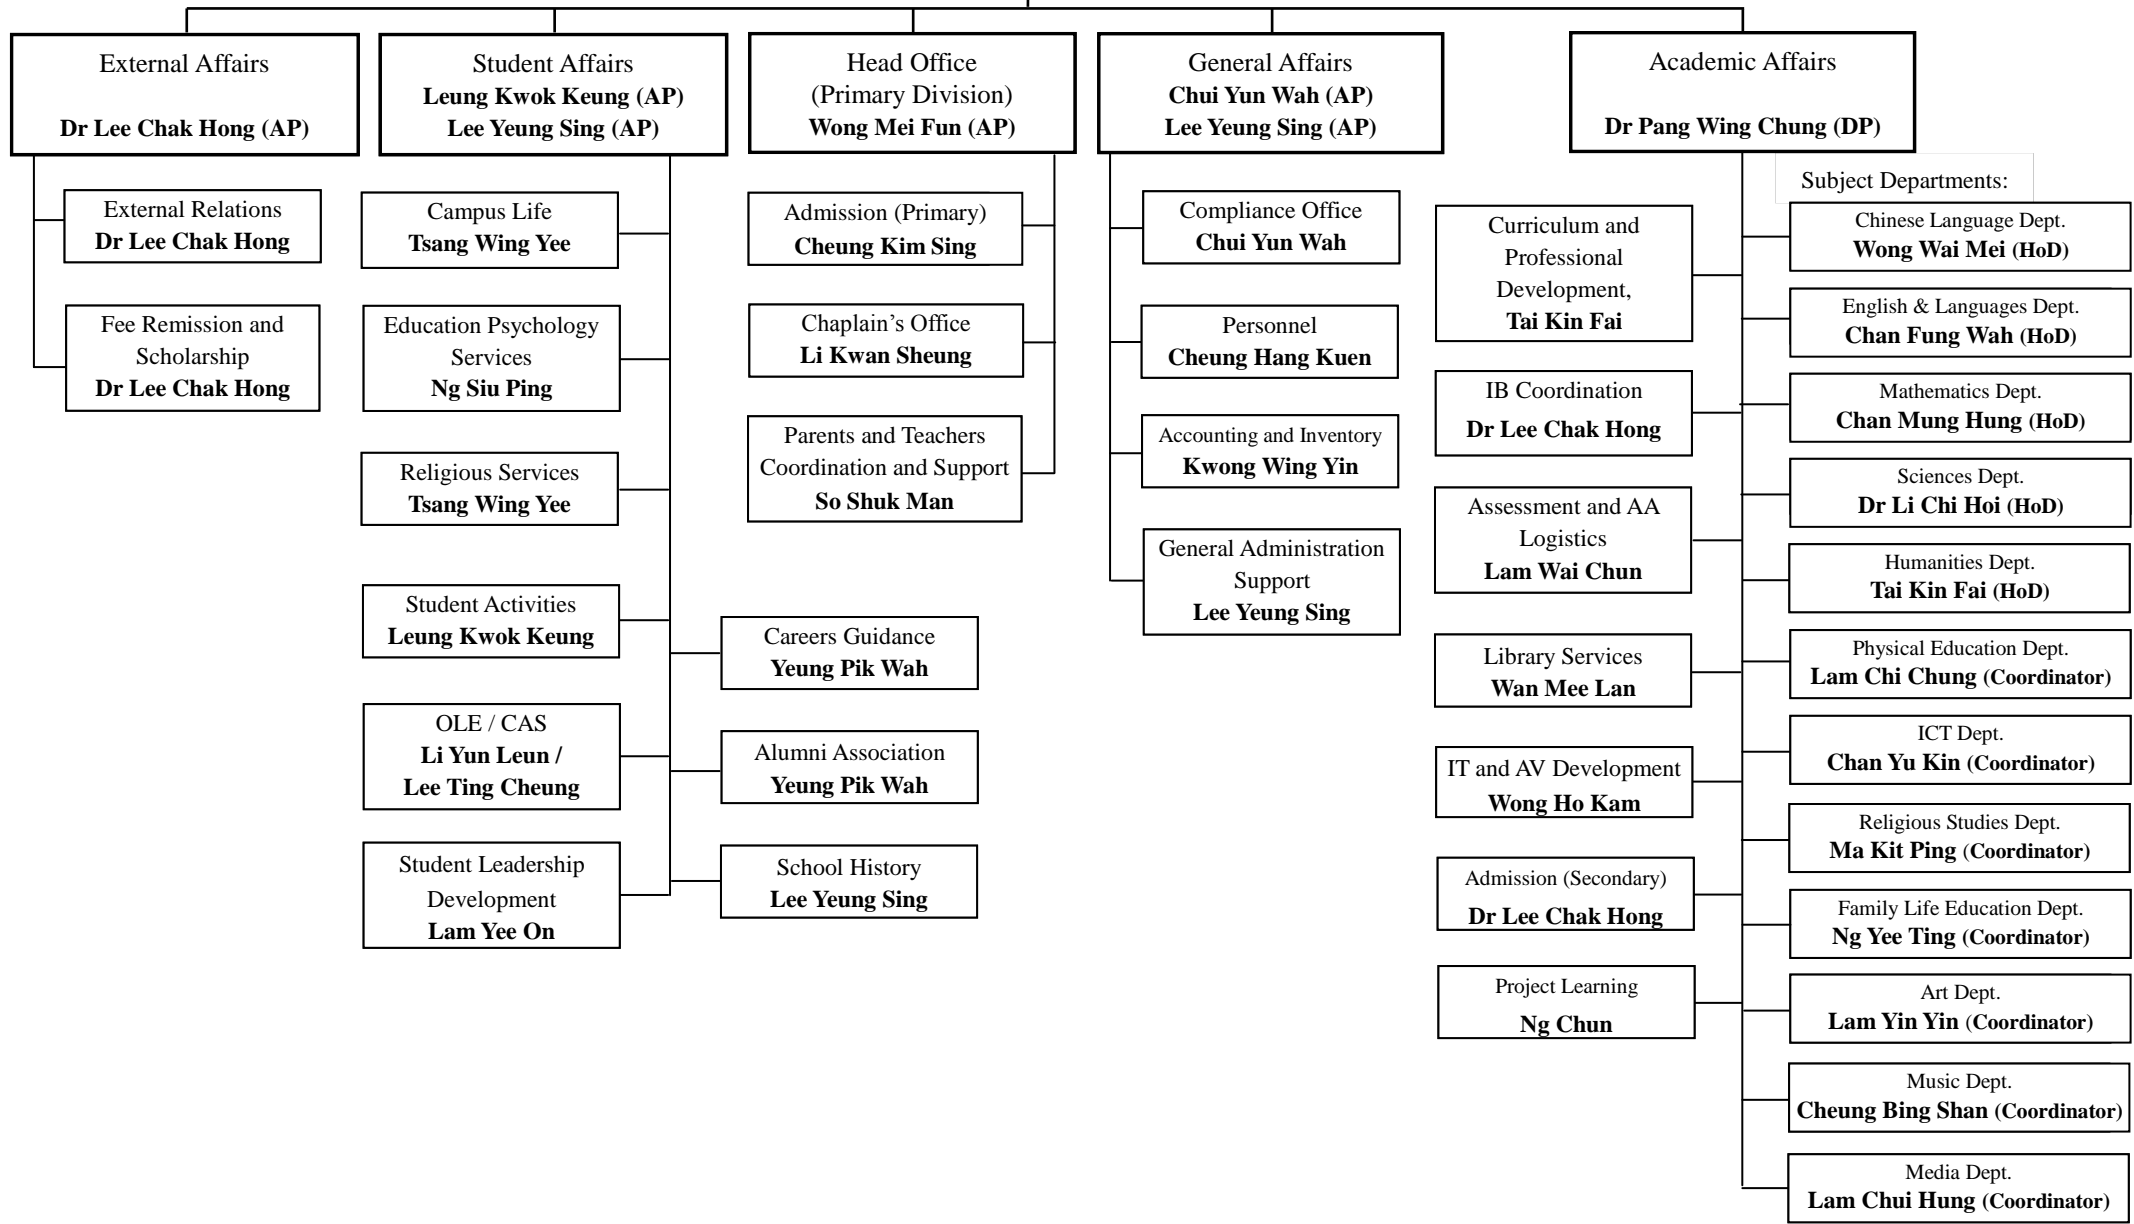 External Affairs
Dr Lee Chak Hong (AP)
Student Affairs
Leung Kwok Keung (AP)
Lee Yeung Sing (AP)
Head Office
(Primary Division)
Wong Mei Fun (AP)
General Affairs
Chui Yun Wah (AP)
Lee Yeung Sing (AP)
Academic Affairs
Dr Pang Wing Chung (DP)
External Relations
Dr Lee Chak Hong
Fee Remission and
Scholarship
Dr Lee Chak Hong
Campus Life
Tsang Wing Yee
Education Psychology
Services
Ng Siu Ping
Religious Services
Tsang Wing Yee
Student Activities
Leung Kwok Keung
OLE / CAS
Li Yun Leun /
Lee Ting Cheung
Student Leadership
Development
Lam Yee On
Careers Guidance
Yeung Pik Wah
Alumni Association
Yeung Pik Wah
School History
Lee Yeung Sing
Admission (Primary)
Cheung Kim Sing
Chaplain’s Office
Li Kwan Sheung
Parents and Teachers
Coordination and Support
So Shuk Man
Compliance Office
Chui Yun Wah
Personnel
Cheung Hang Kuen
Accounting and Inventory
Kwong Wing Yin
General Administration
Support
Lee Yeung Sing
Curriculum and
Professional
Development,
Tai Kin Fai
IB Coordination
Dr Lee Chak Hong
Assessment and AA
Logistics
Lam Wai Chun
Library Services
Wan Mee Lan
IT and AV Development
Wong Ho Kam
Admission (Secondary)
Dr Lee Chak Hong
Project Learning
Ng Chun
Subject Departments:
Chinese Language Dept.
Wong Wai Mei (HoD)
English & Languages Dept.
Chan Fung Wah (HoD)
Mathematics Dept.
Chan Mung Hung (HoD)
Sciences Dept.
Dr Li Chi Hoi (HoD)
Humanities Dept.
Tai Kin Fai (HoD)
Physical Education Dept.
Lam Chi Chung (Coordinator)
ICT Dept.
Chan Yu Kin (Coordinator)
Religious Studies Dept.
Ma Kit Ping (Coordinator)
Family Life Education Dept.
Ng Yee Ting (Coordinator)
Art Dept.
Lam Yin Yin (Coordinator)
Music Dept.
Cheung Bing Shan (Coordinator)
Media Dept.
Lam Chui Hung (Coordinator)